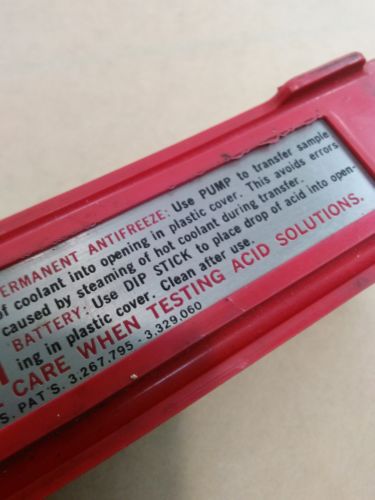 PERMANENT ANTIFREEZE: Use PUMP to transfer sample
of coolant into opening in plastic cover. This avoids errors
caused by steaming of hot coolant during transfer.
BATTERY: Use DIP STICK to place drop of acid into open-
ing in plastic cover. Clean after use.
CARE WHEN TESTING ACID SOLUTIONS.
S. PAT'S. 3,267,795 - 3,329,060